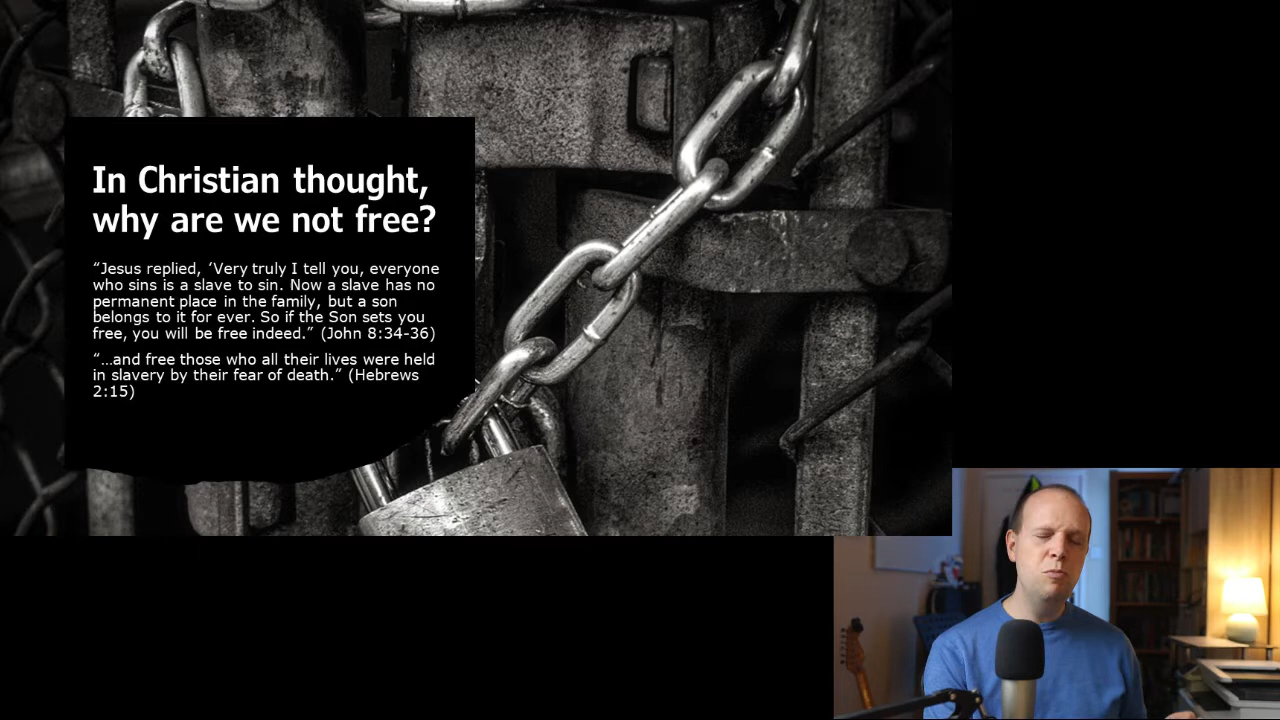 In Christian thought,
why are we not free?
“Jesus replied, ‘Very truly I tell you, everyone
who sins is a slave to sin. Now a slave has no
permanent place in the family, but a son
belongs to it for ever. So if the Son sets you
free, you will be free indeed.” (John 8:34-36)
“…and free those who all their lives were held
in slavery by their fear of death.” (Hebrews
2:15)